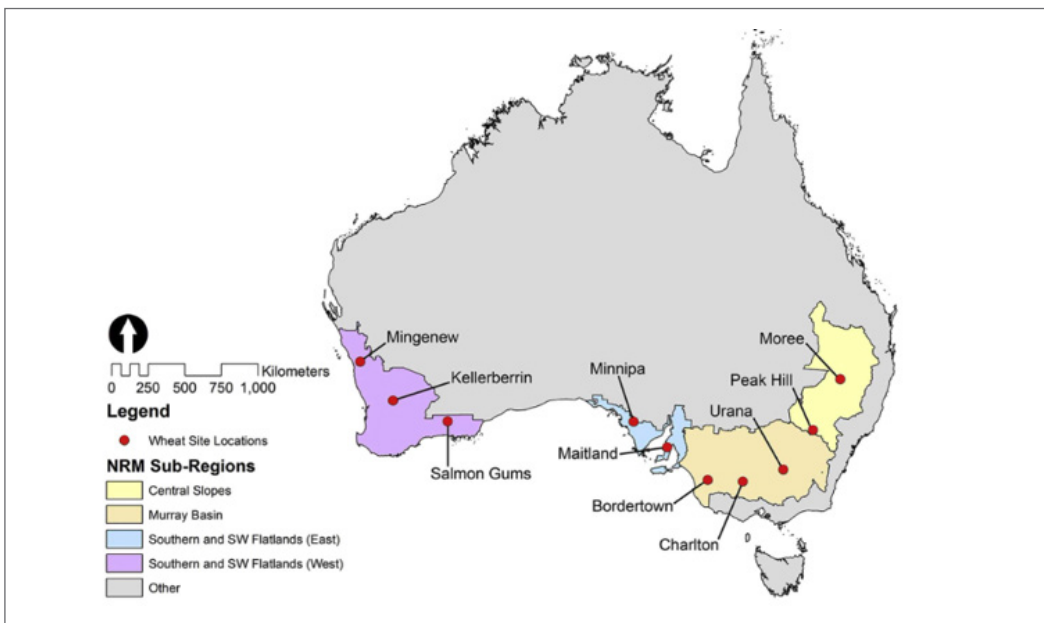 Mingenew
Kellerberrin
Salmon Gums
Minnipa
Maitland
Moree
Peak Hill
Urana
Bordertown
Charlton
Kilometers
0 250 500 750 1,000
Legend
Wheat Site Locations
NRM Sub-Regions
Central Slopes
Murray Basin
Southern and SW Flatlands (East)
Southern and SW Flatlands (West)
Other